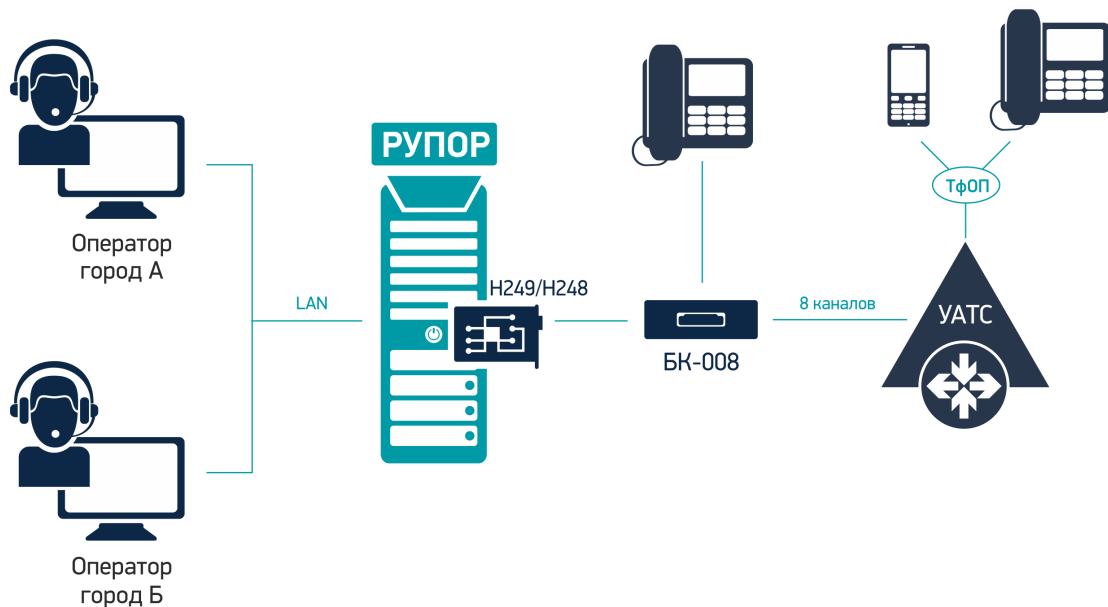 РУПОР
ТфОП
Оператор
город А
H249/H248
LAN
8 каналов
УАТС
БК-008
Оператор
город Б